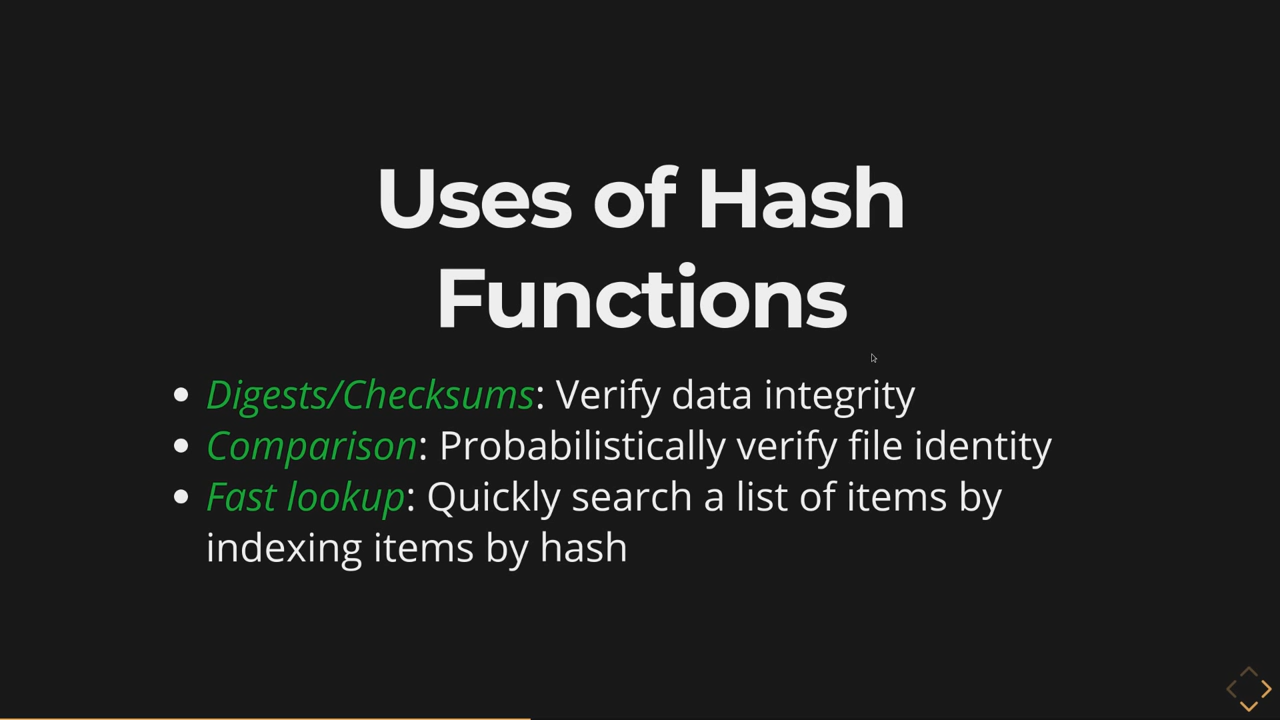 Uses of Hash
Functions
• Digests/Checksums: Verify data integrity
• Comparison: Probabilistically verify file identity
• Fast lookup: Quickly search a list of items by
indexing items by hash